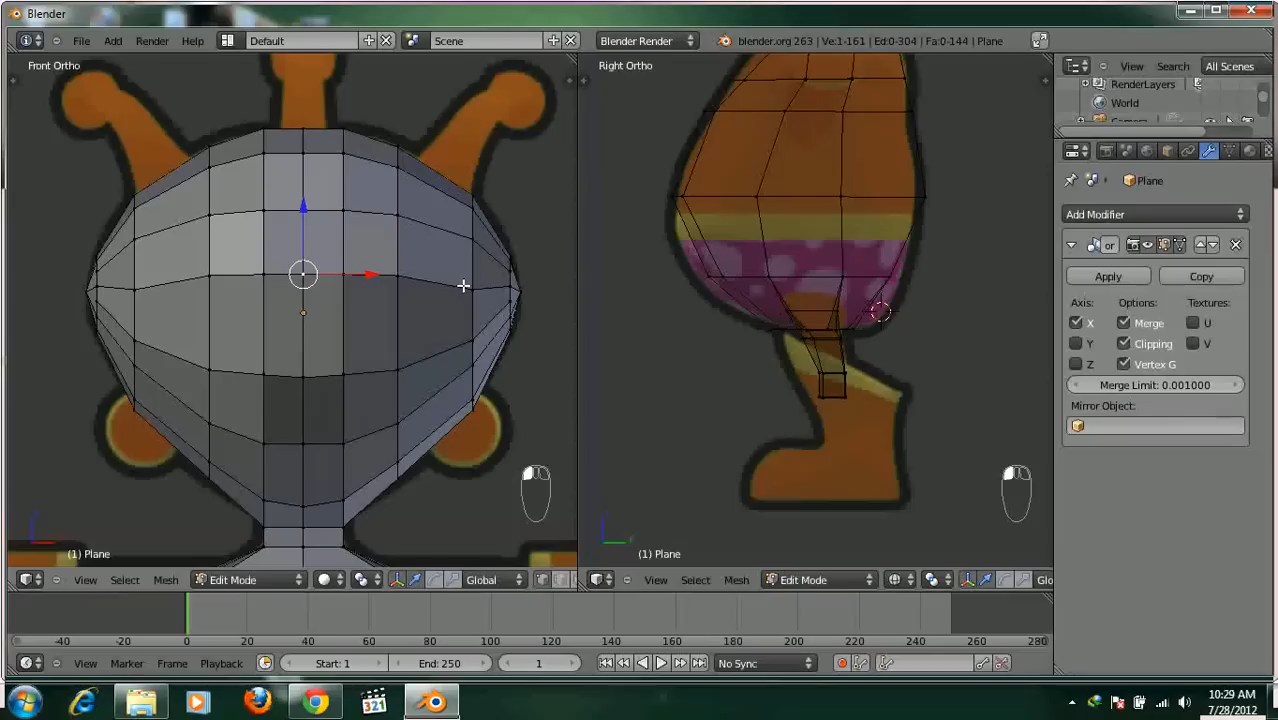 Blender
File Add Render Help Default Scene Blender Render blender.org 263 | Ve:1-161 | Ed:0-304 | Fa:0-144 | Plane
View Search All Scenes
Front Ortho
Right Ortho
RenderLayers
World
Plane
Add Modifier
or
Apply Copy
Axis: Options: Textures:
X Merge U
Y Clipping V
Z Vertex G
Merge Limit: 0.001000
Mirror Object:
(1) Plane
(1) Plane
View Select Mesh Edit Mode Global
View Select Mesh Edit Mode Glo
-40 -20 0 20 40 60 80 100 120 140 160 180 200 220 240 260 280
View Marker Frame Playback Start: 1 End: 250 1 No Sync
321
10:29 AM
7/28/2012